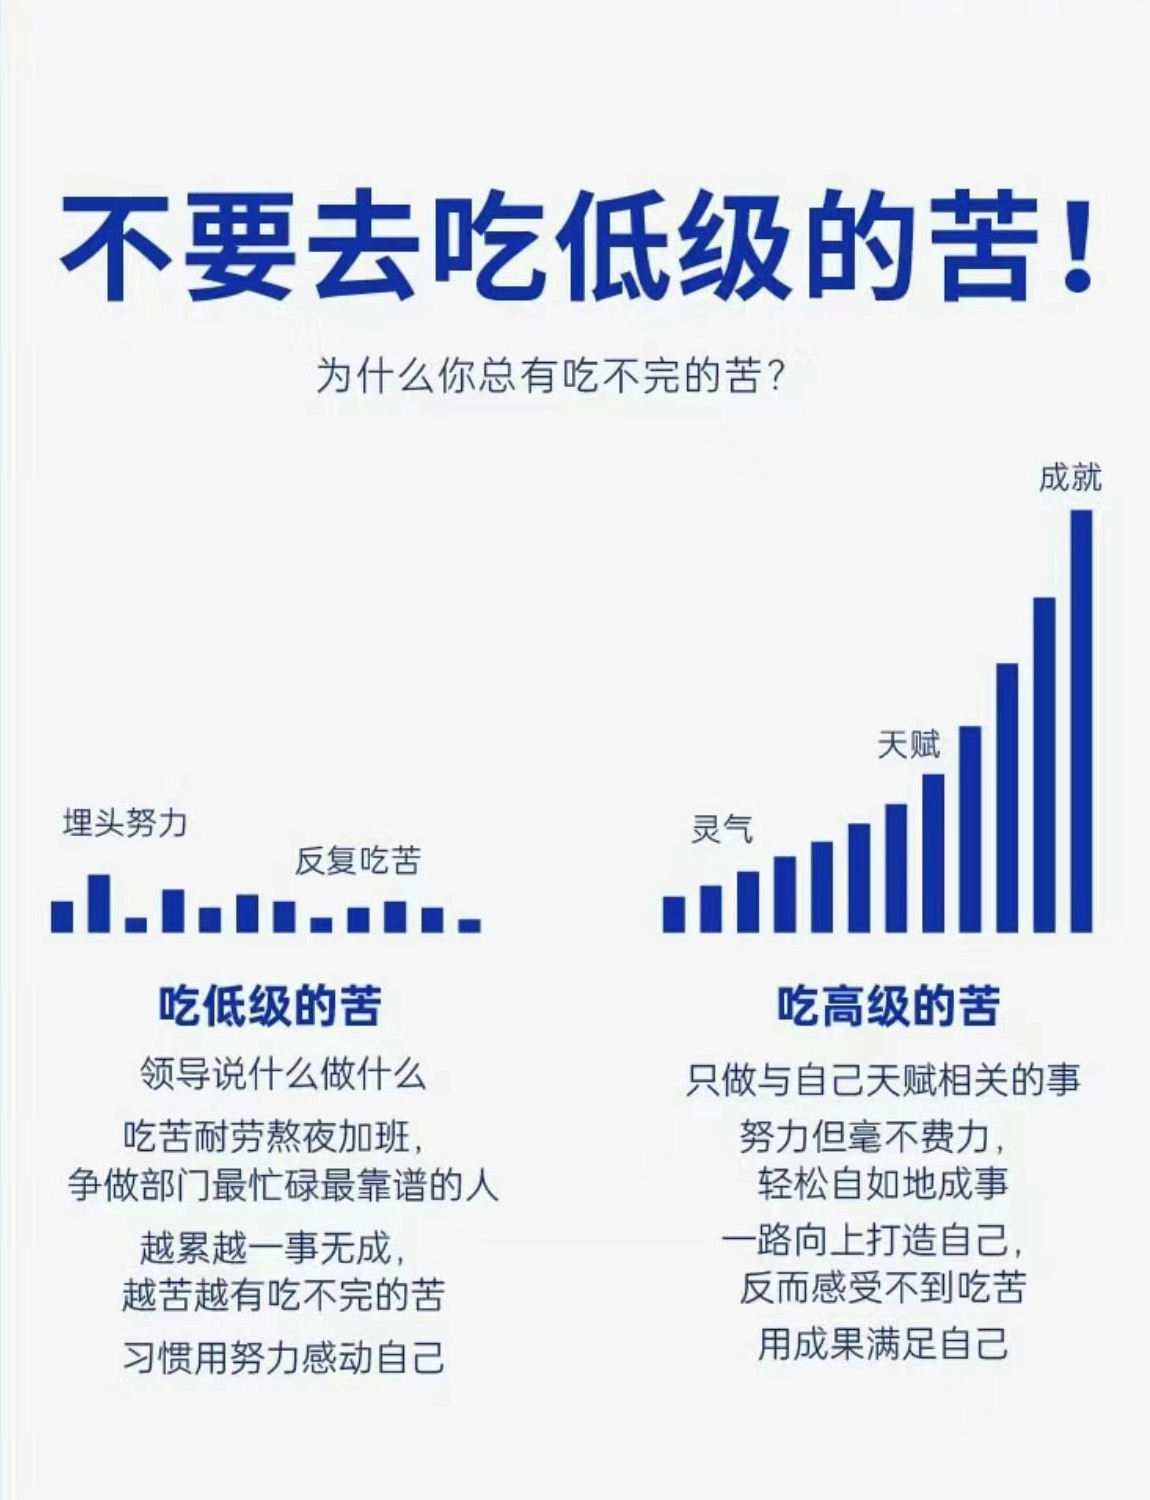 不要去吃低级的苦！
为什么你总有吃不完的苦？
埋头努力
反复吃苦
吃低级的苦
领导说什么做什么
吃苦耐劳熬夜加班，
争做部门最忙碌最靠谱的人
越累越一事无成，
越苦越有吃不完的苦
习惯用努力感动自己
灵气
天赋
成就
吃高级的苦
只做与自己天赋相关的事
努力但毫不费力，
轻松自如地成事
一路向上打造自己，
反而感受不到吃苦
用成果满足自己